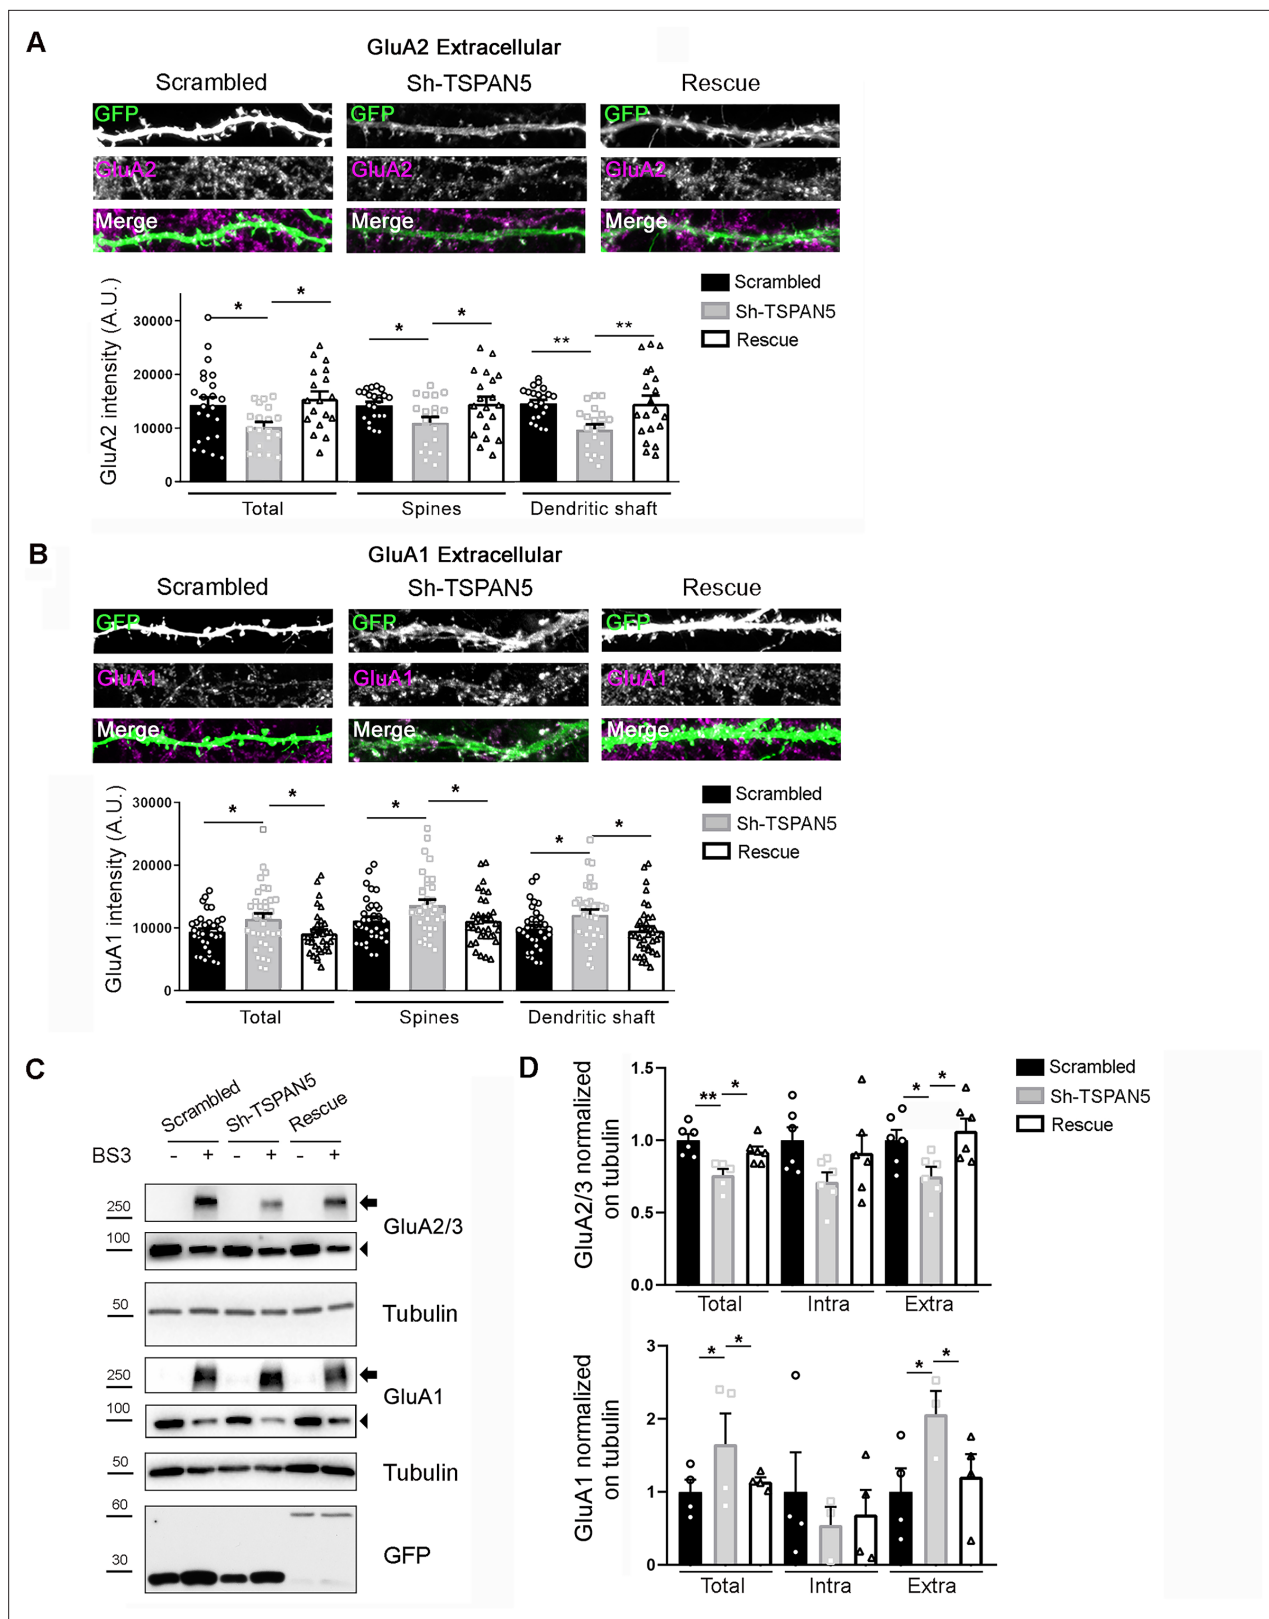 A
GluA2 Extracellular
Scrambled Sh-TSPAN5 Rescue
GFP GFP GFP
GluA2 GluA2 GluA2
Merge Merge Merge
GluA2 intensity (A.U.)
30000
20000
10000
0
* * * * ** **
Scrambled
Sh-TSPAN5
Rescue
Total Spines Dendritic shaft
B
GluA1 Extracellular
Scrambled Sh-TSPAN5 Rescue
GFP GFP GFP
GluA1 GluA1 GluA1
Merge Merge Merge
GluA1 intensity (A.U.)
30000
20000
10000
0
* * * * * *
Scrambled
Sh-TSPAN5
Rescue
Total Spines Dendritic shaft
C
Scrambled Sh-TSPAN5 Rescue
BS3 - + - + - +
250
GluA2/3
100
50 Tubulin
250
GluA1
100
50 Tubulin
60
GFP
30
D
GluA2/3 normalized
on tubulin
1.5
1.0
0.5
0.0
** * * *
Scrambled
Sh-TSPAN5
Rescue
Total Intra Extra
GluA1 normalized
on tubulin
3
2
1
0
* * * *
Total Intra Extra